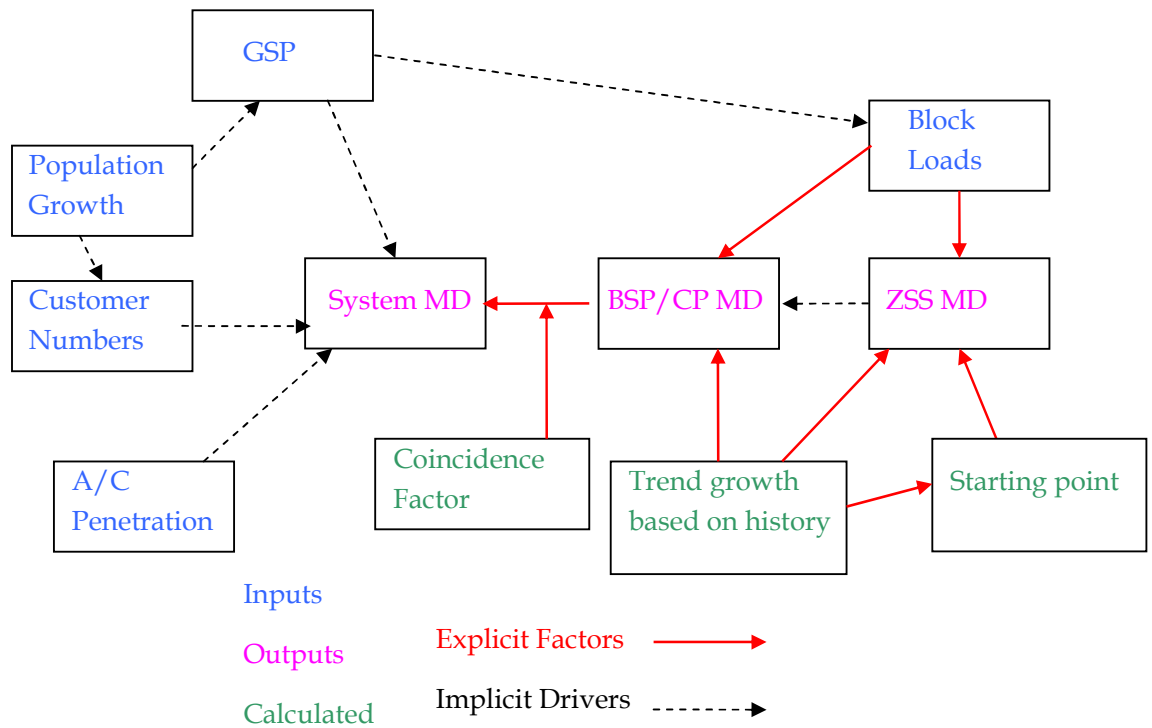 GSP
Block
Loads
Population
Growth
Customer
Numbers
System MD
BSP/CP MD
ZSS MD
A/C
Penetration
Coincidence
Factor
Trend growth
based on history
Starting point
Inputs
Outputs
Calculated
Explicit Factors
Implicit Drivers